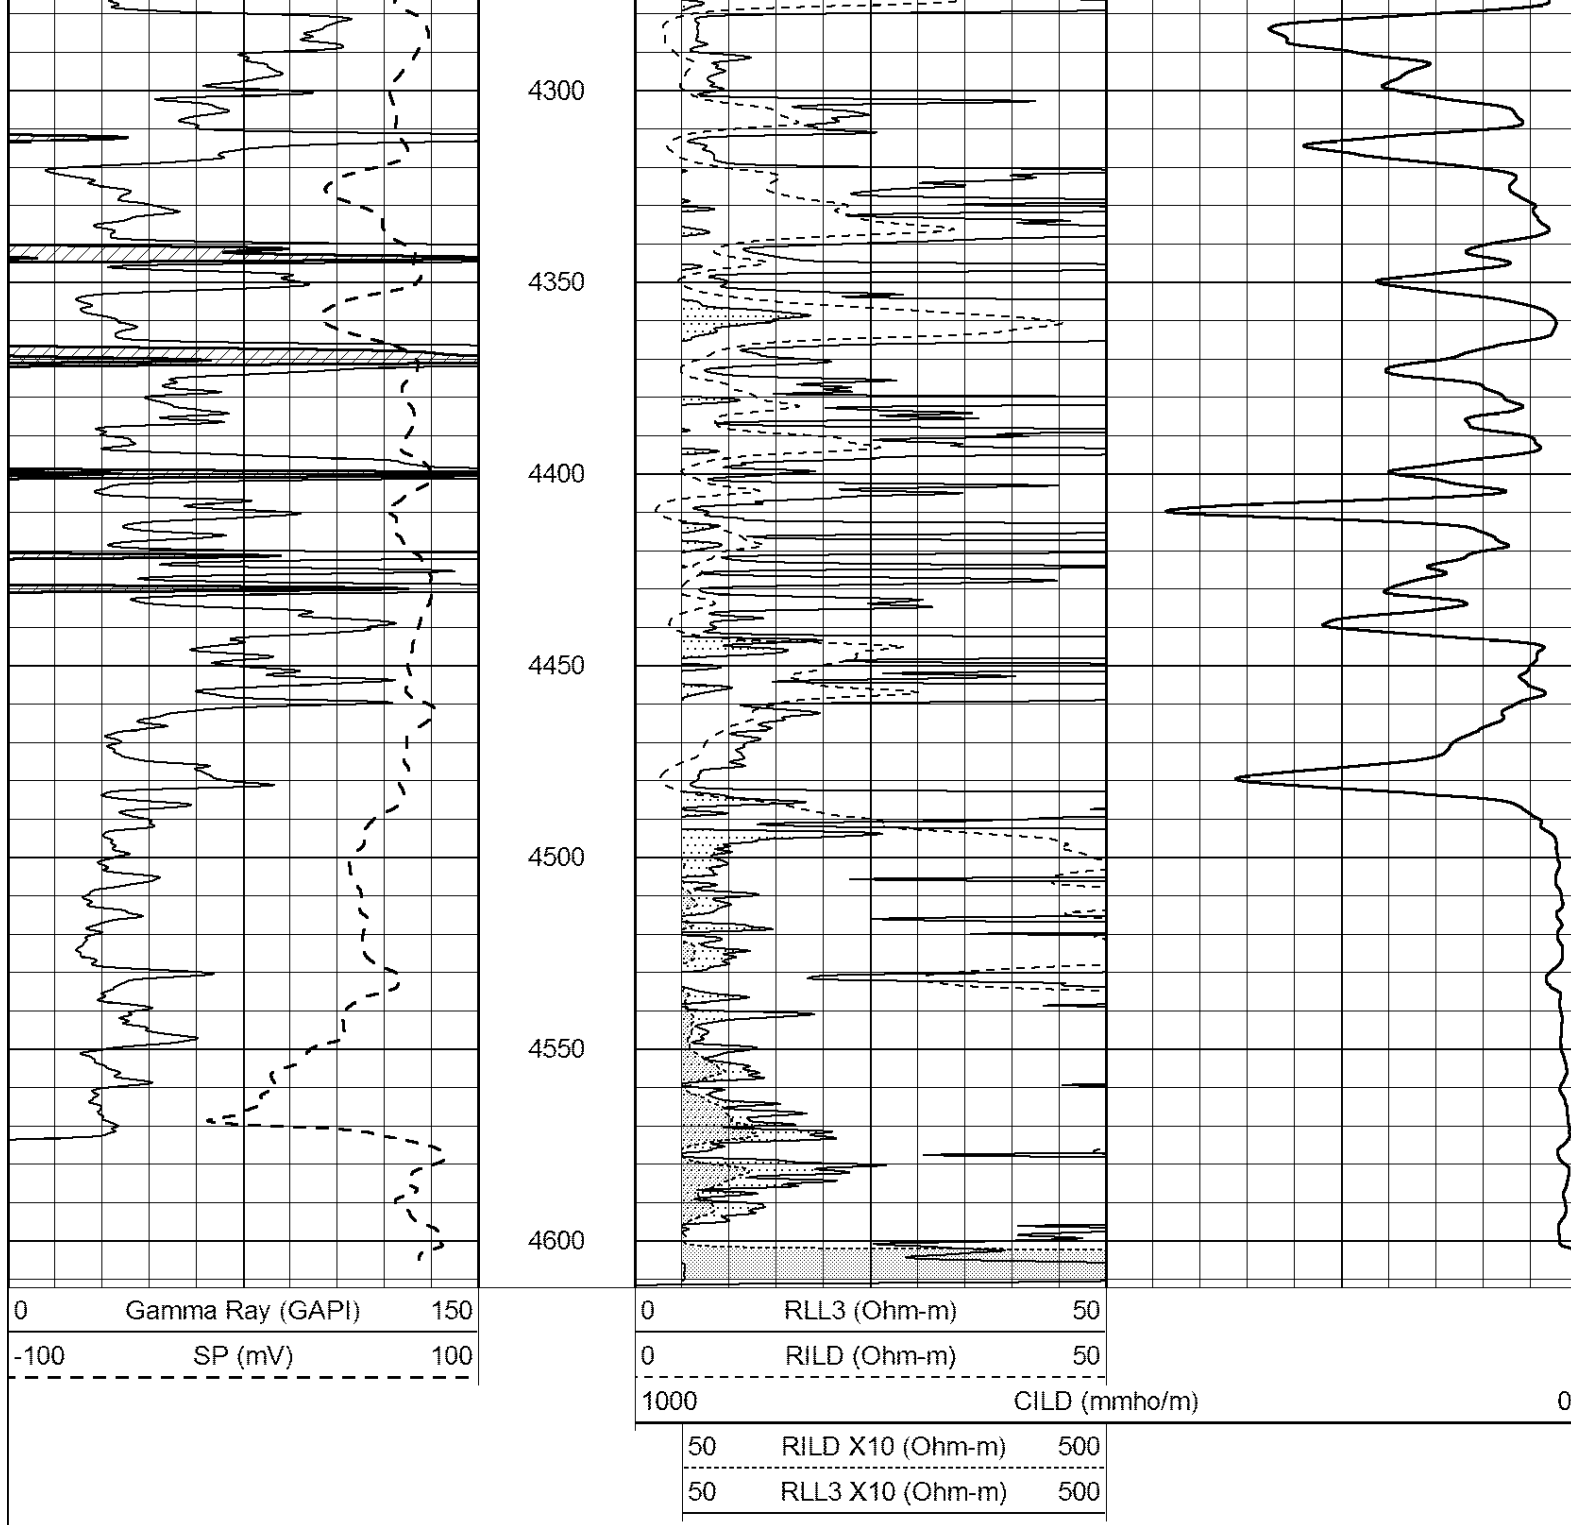 4300
4350
4400
4450
4500
4550
4600
0 Gamma Ray (GAPI) 150
-100 SP (mV) 100
0 RLL3 (Ohm-m) 50
0 RILD (Ohm-m) 50
1000 CILD (mmho/m) 0
50 RILD X10 (Ohm-m) 500
50 RLL3 X10 (Ohm-m) 500